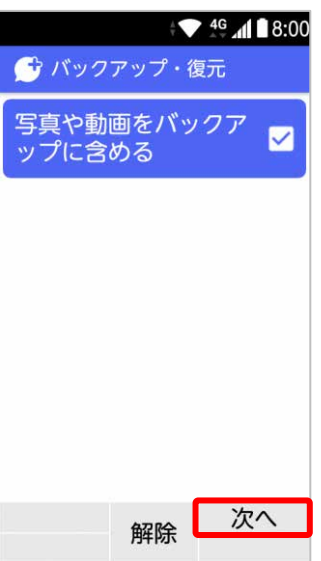 4G 8:00
バックアップ・復元
写真や動画をバックア
ップに含める
次へ
解除